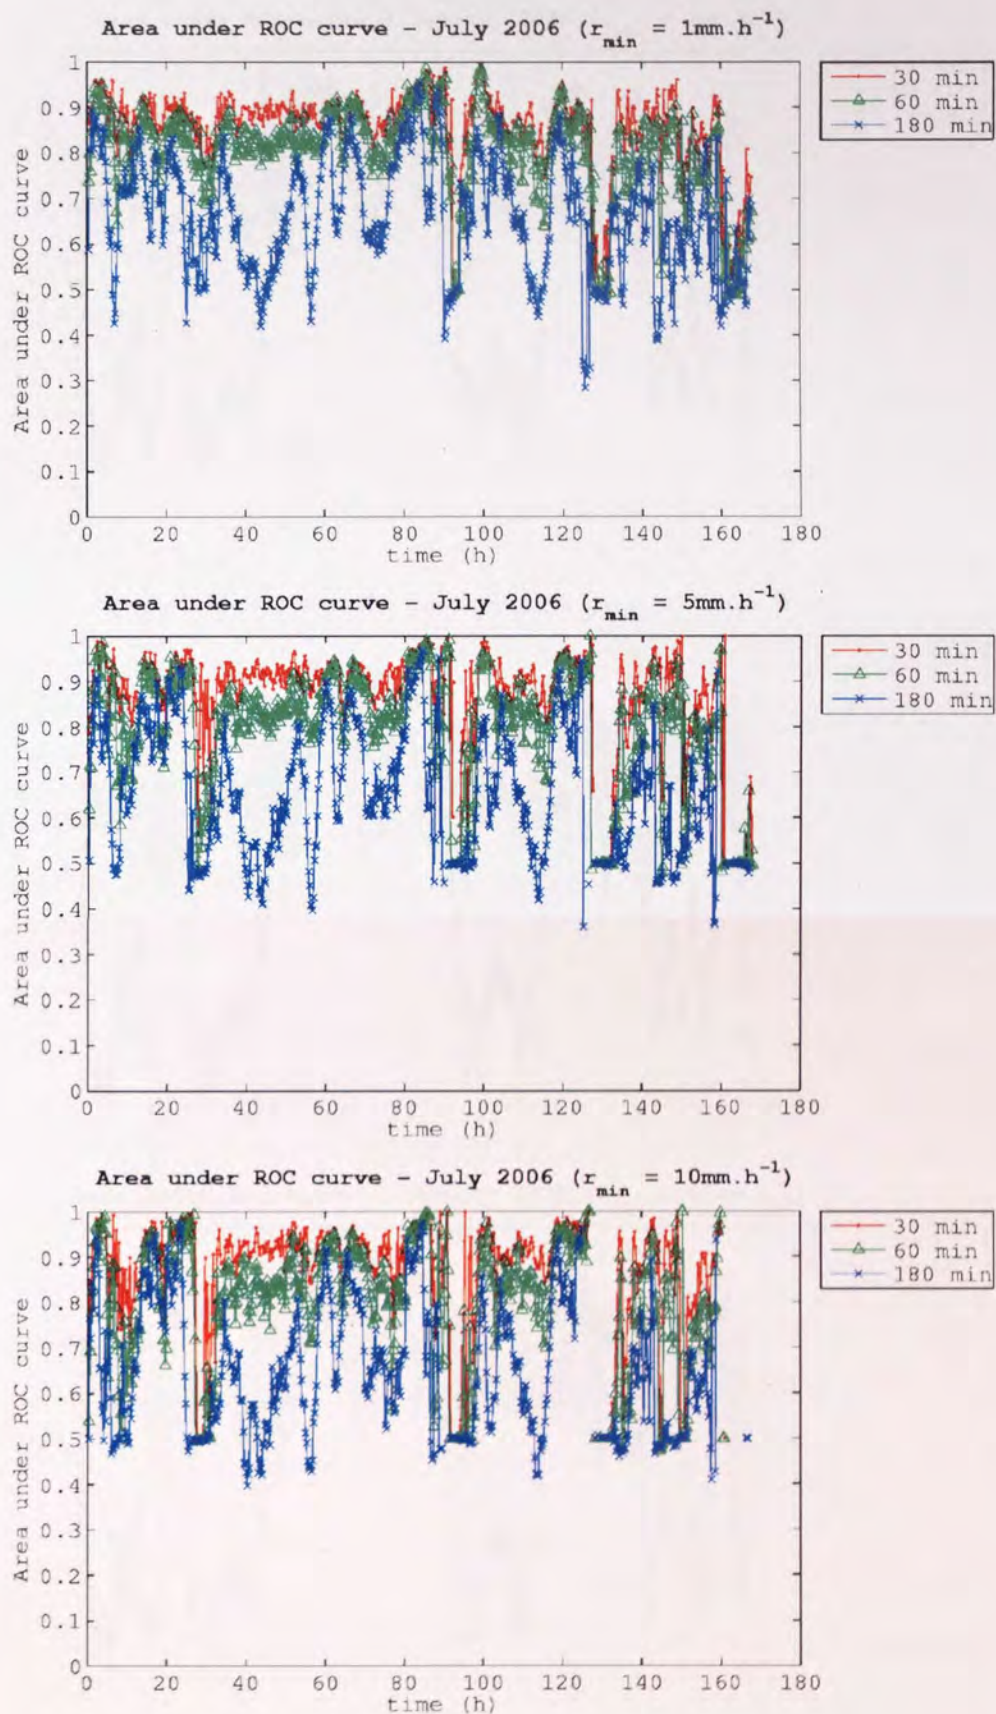 Area under ROC curve - July 2006 (r_min = 1mm.h^-1)
Area under ROC curve
1
0.9
0.8
0.7
0.6
0.5
0.4
0.3
0.2
0.1
0
0 20 40 60 80 100 120 140 160 180
time (h)
30 min
60 min
180 min
Area under ROC curve - July 2006 (r_min = 5mm.h^-1)
Area under ROC curve
1
0.9
0.8
0.7
0.6
0.5
0.4
0.3
0.2
0.1
0
0 20 40 60 80 100 120 140 160 180
time (h)
30 min
60 min
180 min
Area under ROC curve - July 2006 (r_min = 10mm.h^-1)
Area under ROC curve
1
0.9
0.8
0.7
0.6
0.5
0.4
0.3
0.2
0.1
0
0 20 40 60 80 100 120 140 160 180
time (h)
30 min
60 min
180 min